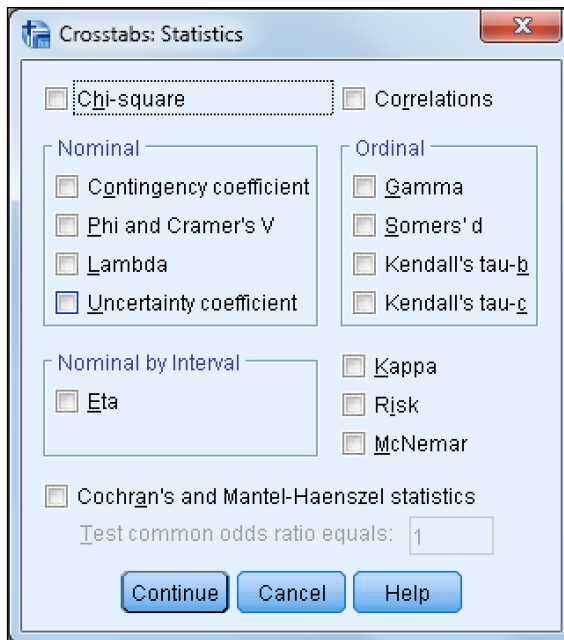 Crosstabs: Statistics
Chi-square
Correlations
Nominal
Contingency coefficient
Phi and Cramer's V
Lambda
Uncertainty coefficient
Ordinal
Gamma
Somers' d
Kendall's tau-b
Kendall's tau-c
Nominal by Interval
Eta
Kappa
Risk
McNemar
Cochran's and Mantel-Haenszel statistics
Test common odds ratio equals: 1
Continue Cancel Help